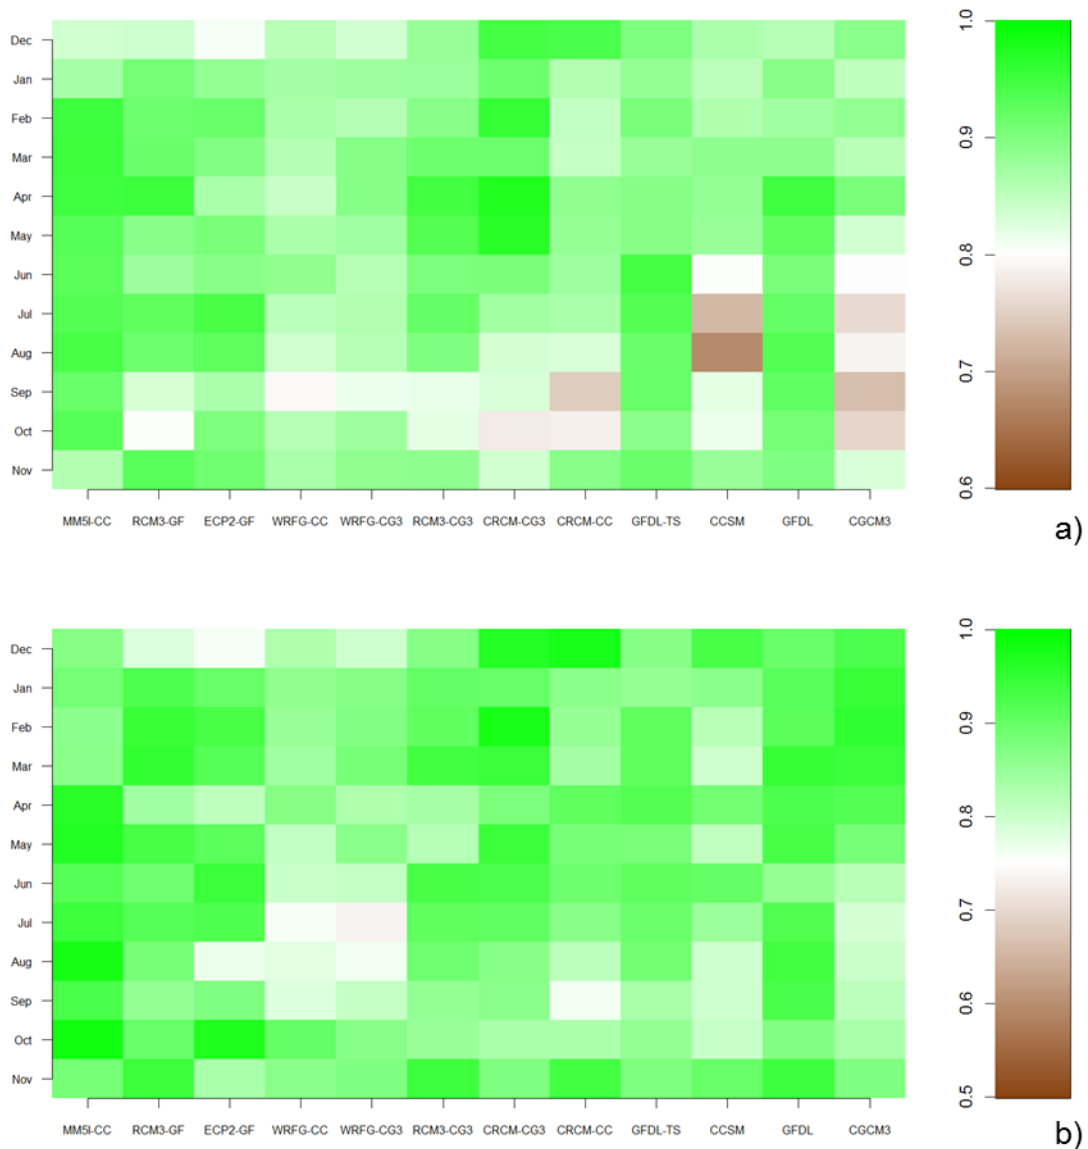 Dec
Jan
Feb
Mar
Apr
May
Jun
Jul
Aug
Sep
Oct
Nov
MM5I-CC RCM3-GF ECP2-GF WRFG-CC WRFG-CG3 RCM3-CG3 CRCM-CG3 CRCM-CC GFDL-TS CCSM GFDL CGCM3
1.0
0.9
0.8
0.7
0.6
a)
Dec
Jan
Feb
Mar
Apr
May
Jun
Jul
Aug
Sep
Oct
Nov
MM5I-CC RCM3-GF ECP2-GF WRFG-CC WRFG-CG3 RCM3-CG3 CRCM-CG3 CRCM-CC GFDL-TS CCSM GFDL CGCM3
1.0
0.9
0.8
0.7
0.6
0.5
b)